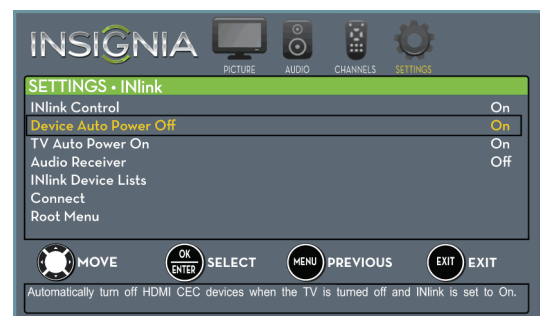 INSIGNIA
PICTURE AUDIO CHANNELS SETTINGS
SETTINGS • INlink
INlink Control On
Device Auto Power Off On
TV Auto Power On On
Audio Receiver Off
INlink Device Lists
Connect
Root Menu
MOVE OK ENTER SELECT MENU PREVIOUS EXIT EXIT
Automatically turn off HDMI CEC devices when the TV is turned off and INlink is set to On.